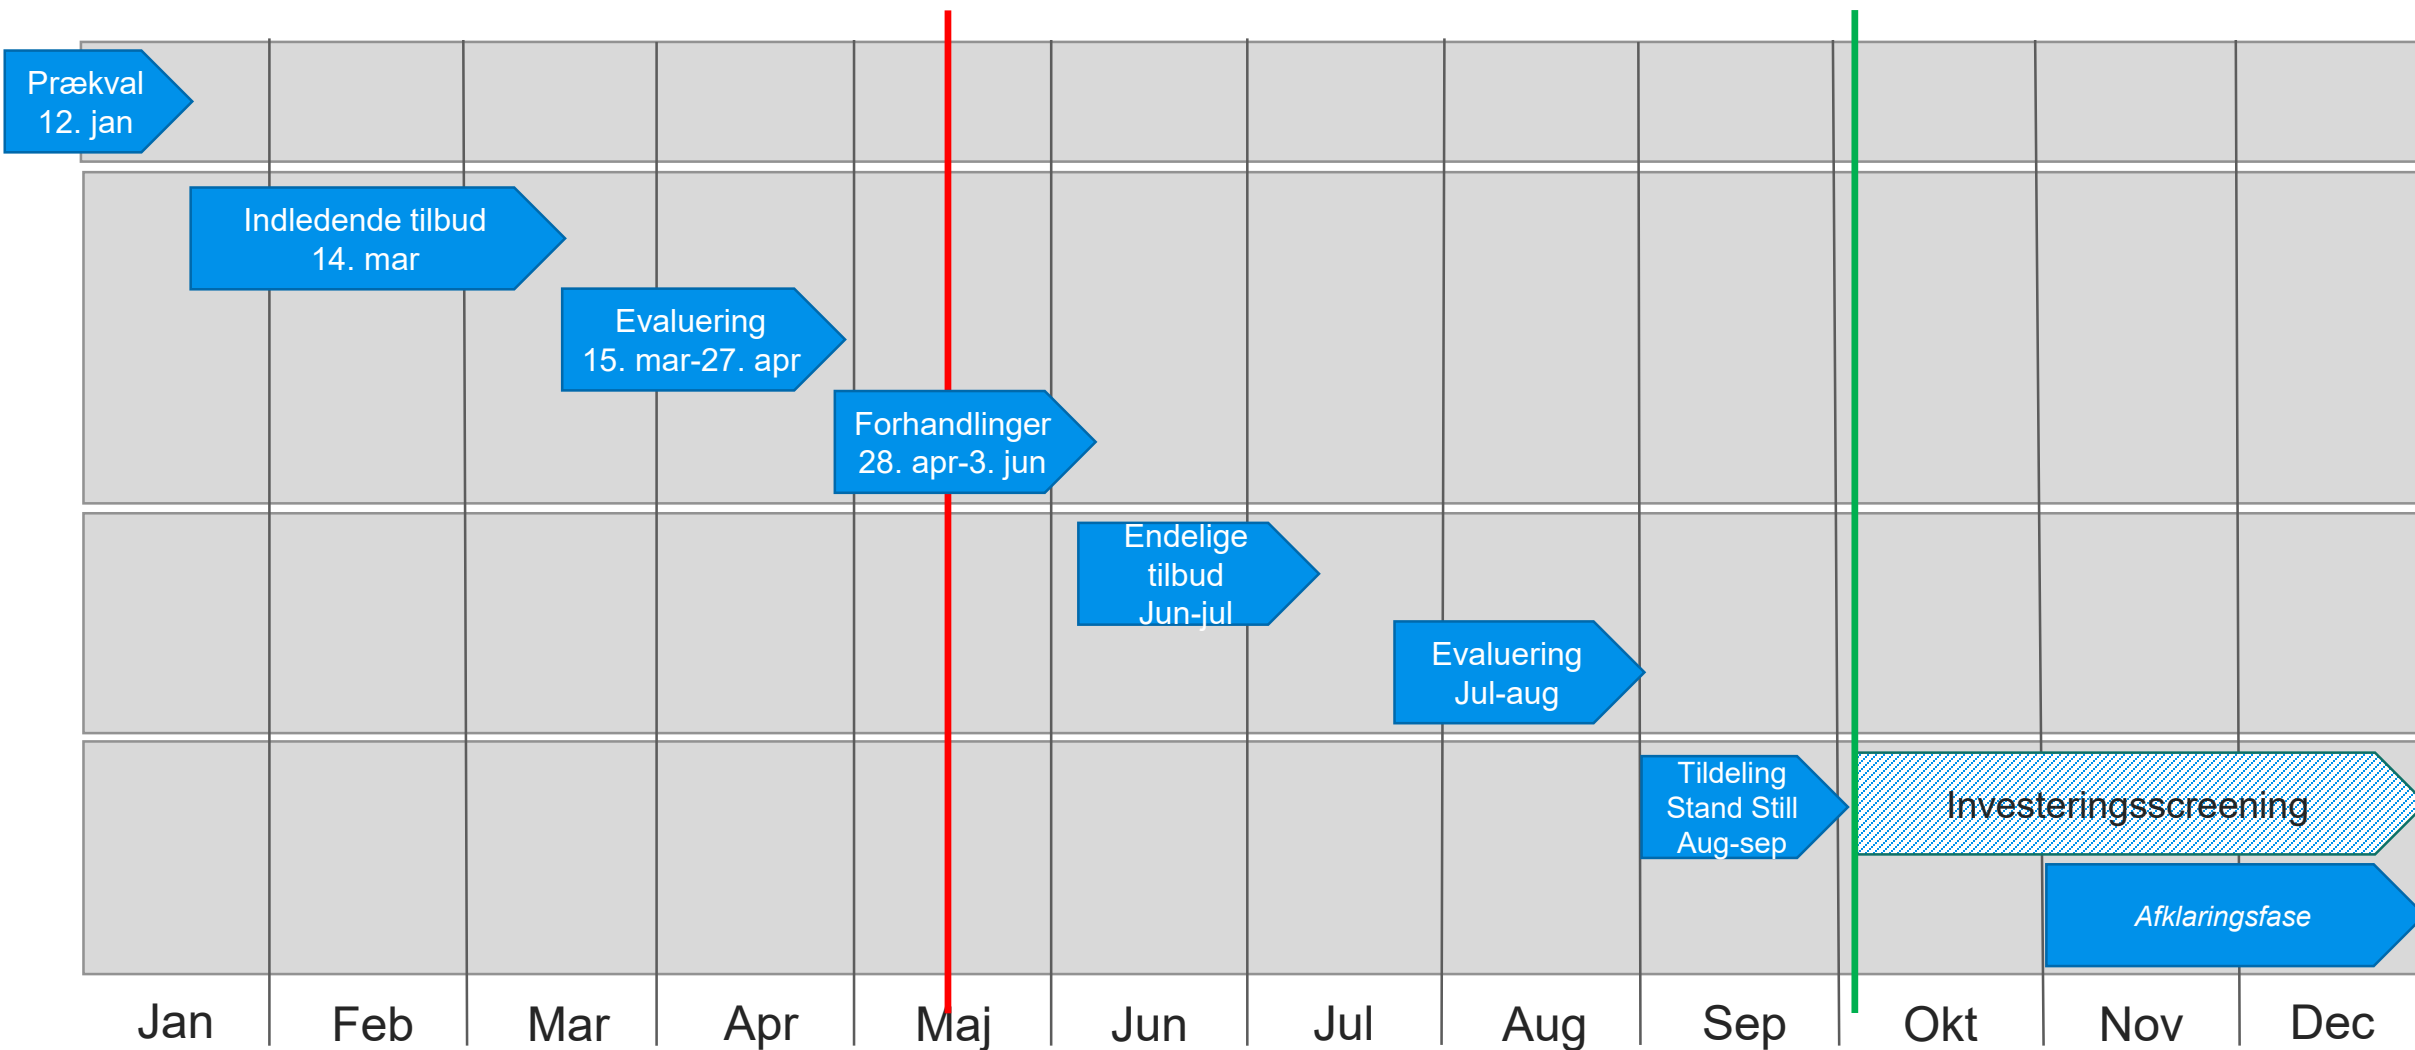 Prækval
12. jan
Indledende tilbud
14. mar
Evaluering
15. mar-27. apr
Forhandlinger
28. apr-3. jun
Endelige
tilbud
Jun-jul
Evaluering
Jul-aug
Tildeling
Stand Still
Aug-sep
Investeringsscreening
Afklaringsfase
Jan Feb Mar Apr Maj Jun Jul Aug Sep Okt Nov Dec